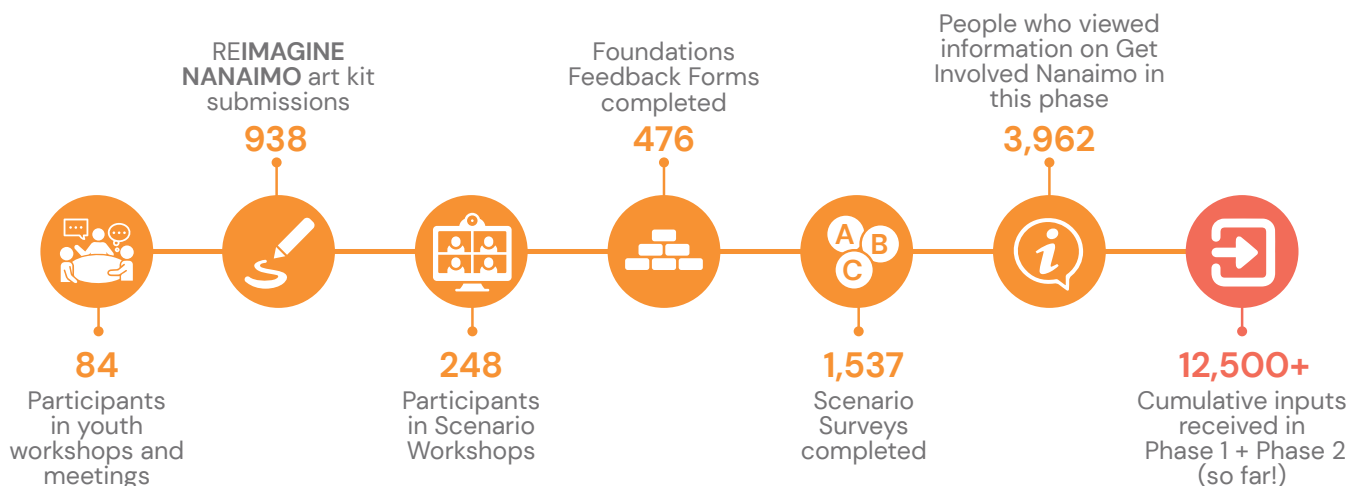 84
Participants
in youth
workshops and
meetings
REIMAGINE
NANAIMO art kit
submissions
938
248
Participants
in Scenario
Workshops
Foundations
Feedback Forms
completed
476
A
B
C
1,537
Scenario
Surveys
completed
People who viewed
information on Get
Involved Nanaimo in
this phase
3,962
i
12,500+
Cumulative inputs
received in
Phase 1 + Phase 2
(so far!)